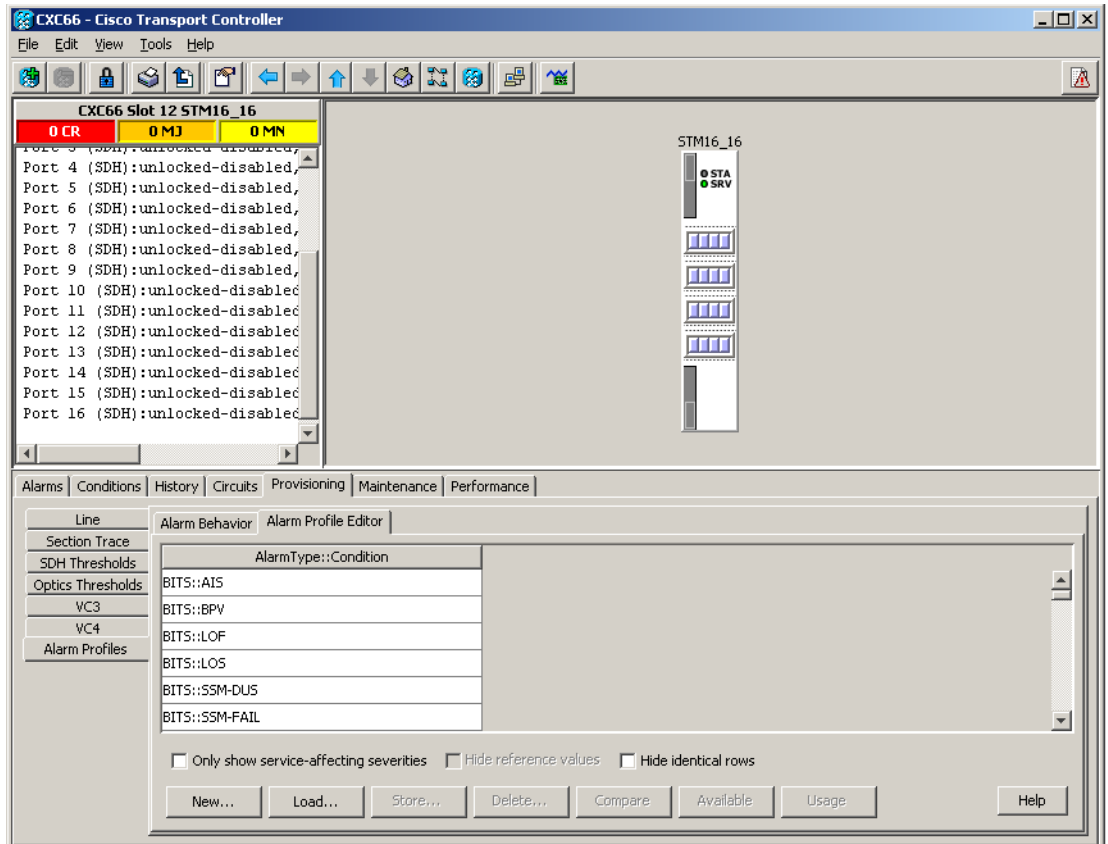 CXC66 - Cisco Transport Controller
File Edit View Tools Help
CXC66 Slot 12 STM16_16
0 CR 0 MJ 0 MN
Port 3 (SDH):unlocked-disabled,
Port 4 (SDH):unlocked-disabled,
Port 5 (SDH):unlocked-disabled,
Port 6 (SDH):unlocked-disabled,
Port 7 (SDH):unlocked-disabled,
Port 8 (SDH):unlocked-disabled,
Port 9 (SDH):unlocked-disabled,
Port 10 (SDH):unlocked-disabled
Port 11 (SDH):unlocked-disabled
Port 12 (SDH):unlocked-disabled
Port 13 (SDH):unlocked-disabled
Port 14 (SDH):unlocked-disabled
Port 15 (SDH):unlocked-disabled
Port 16 (SDH):unlocked-disabled
STM16_16
STA
SRV
Alarms Conditions History Circuits Provisioning Maintenance Performance
Line
Section Trace
SDH Thresholds
Optics Thresholds
VC3
VC4
Alarm Profiles
Alarm Behavior Alarm Profile Editor
AlarmType::Condition
BITS::AIS
BITS::BPV
BITS::LOF
BITS::LOS
BITS::SSM-DUS
BITS::SSM-FAIL
Only show service-affecting severities Hide reference values Hide identical rows
New... Load... Store... Delete... Compare Available Usage Help